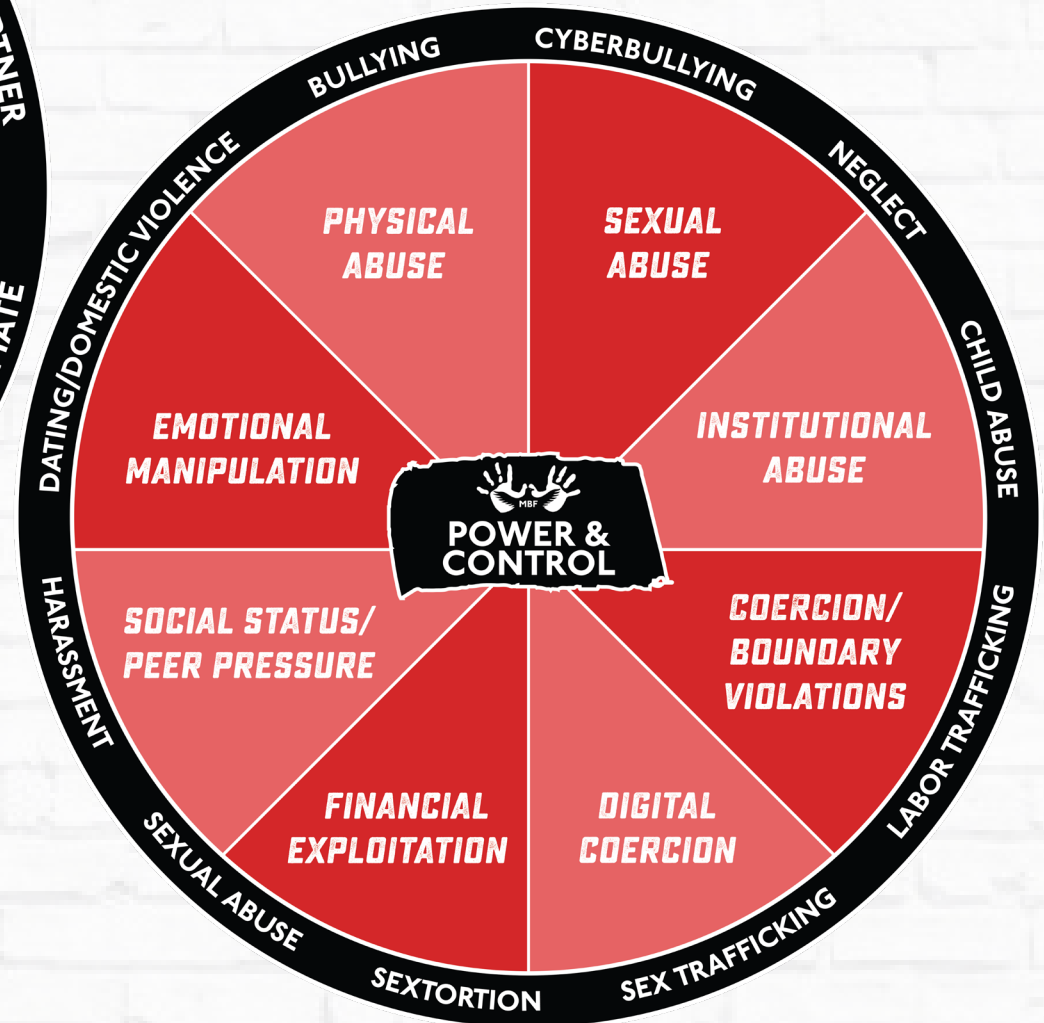 BULLYING
CYBERBULLYING
NEGLECT
CHILD ABUSE
LABOR TRAFFICKING
SEX TRAFFICKING
SEXTORTION
SEXUAL ABUSE
HARASSMENT
DATING/DOMESTIC VIOLENCE
PHYSICAL
ABUSE
SEXUAL
ABUSE
INSTITUTIONAL
ABUSE
COERCION/
BOUNDARY
VIOLATIONS
DIGITAL
COERCION
FINANCIAL
EXPLOITATION
SOCIAL STATUS/
PEER PRESSURE
EMOTIONAL
MANIPULATION
MBF
POWER &
CONTROL